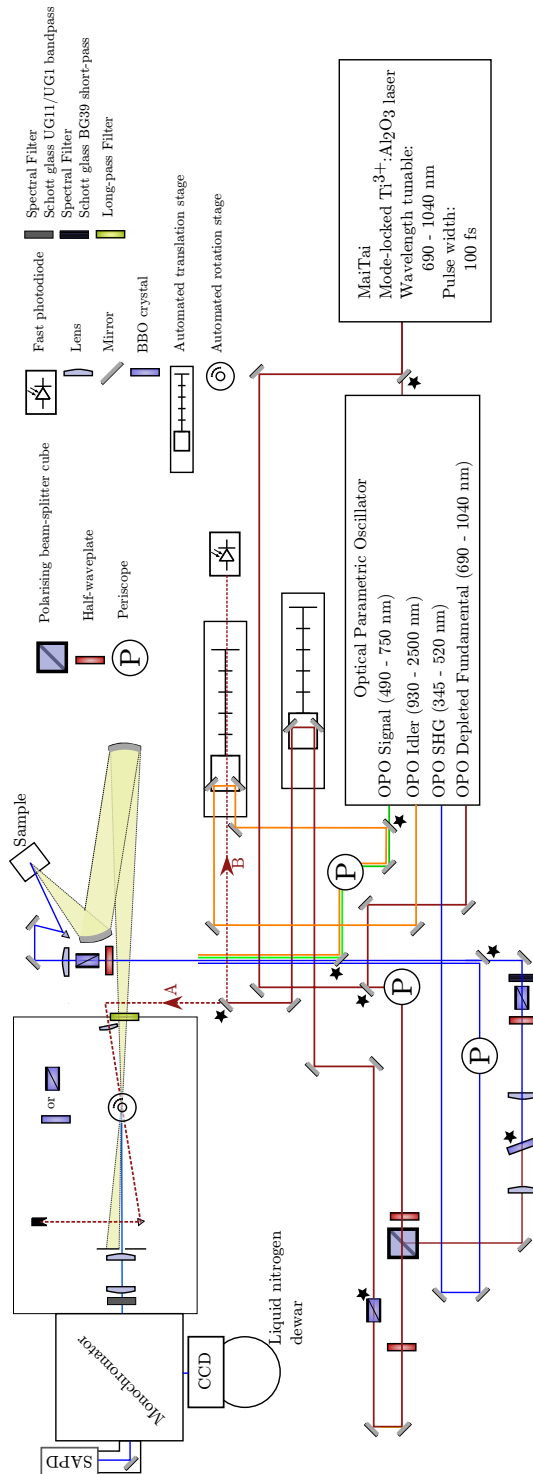 Spectral Filter
Schott glass UG11/UG1 bandpass
Spectral Filter
Schott glass BG39 short-pass
Long-pass Filter
Fast photodiode
Lens
Mirror
BBO crystal
Automated translation stage
Automated rotation stage
Polarising beam-splitter cube
Half-waveplate
P
Periscope
Sample
or
A
B
Monochromator
SAPD
CCD
Liquid nitrogen
dewar
P
P
P
Optical Parametric Oscillator
OPO Signal (490 - 750 nm)
OPO Idler (930 - 2500 nm)
OPO SHG (345 - 520 nm)
OPO Depleted Fundamental (690 - 1040 nm)
MaiTai
Mode-locked Ti3+:Al2O3 laser
Wavelength tunable:
690 - 1040 nm
Pulse width:
100 fs